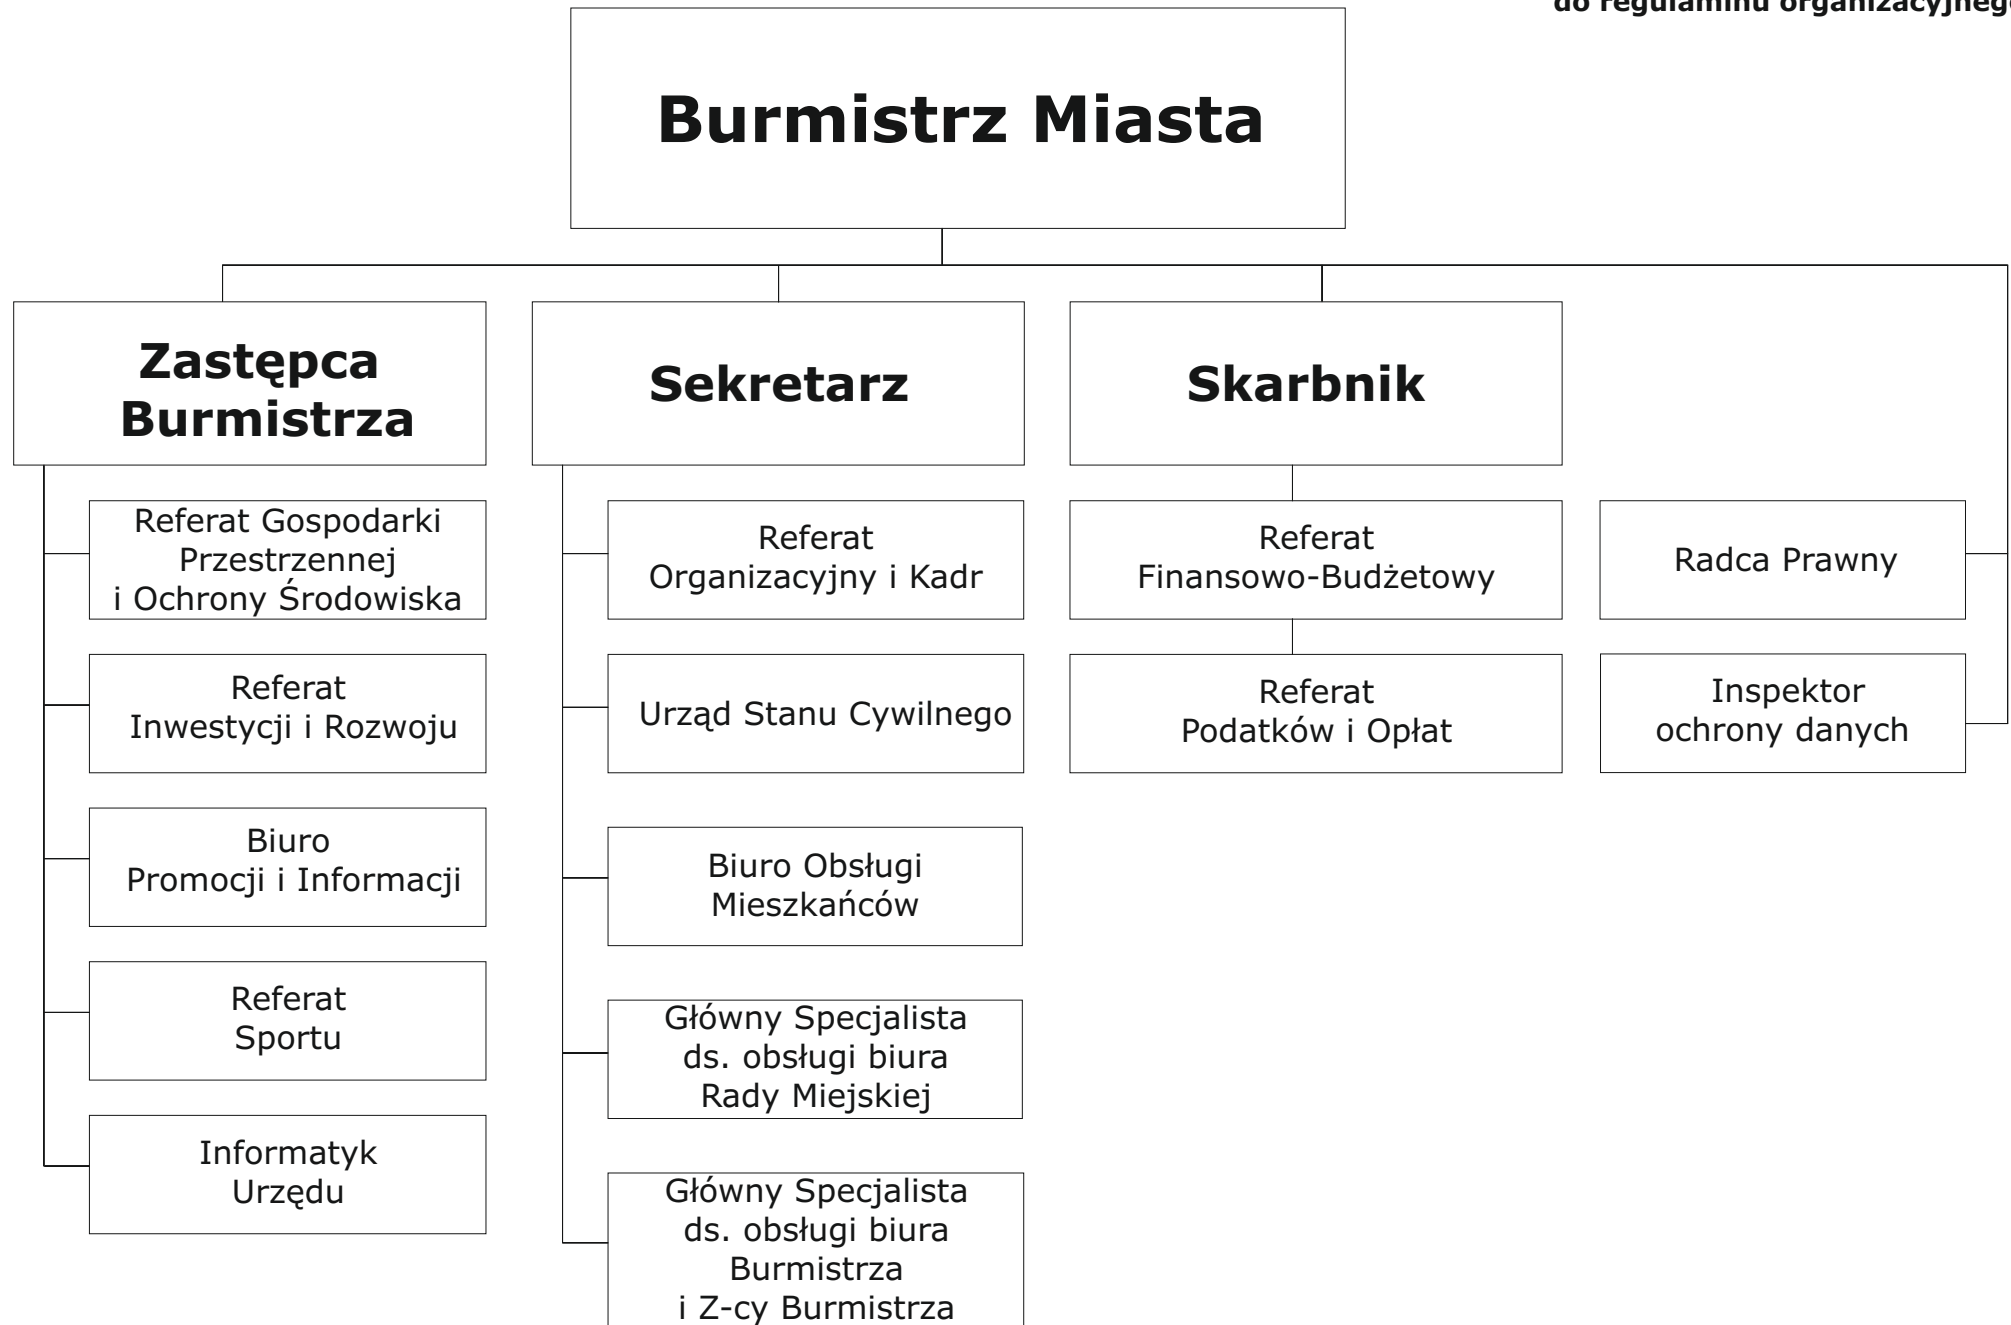 do regulaminu organizacyjnego
Burmistrz Miasta
Zastępca
Burmistrza
Sekretarz
Skarbnik
Referat Gospodarki
Przestrzennej
i Ochrony Środowiska
Referat
Inwestycji i Rozwoju
Biuro
Promocji i Informacji
Referat
Sportu
Informatyk
Urzędu
Referat
Organizacyjny i Kadr
Urząd Stanu Cywilnego
Biuro Obsługi
Mieszkańców
Główny Specjalista
ds. obsługi biura
Rady Miejskiej
Główny Specjalista
ds. obsługi biura
Burmistrza
i Z-cy Burmistrza
Referat
Finansowo-Budżetowy
Referat
Podatków i Opłat
Radca Prawny
Inspektor
ochrony danych